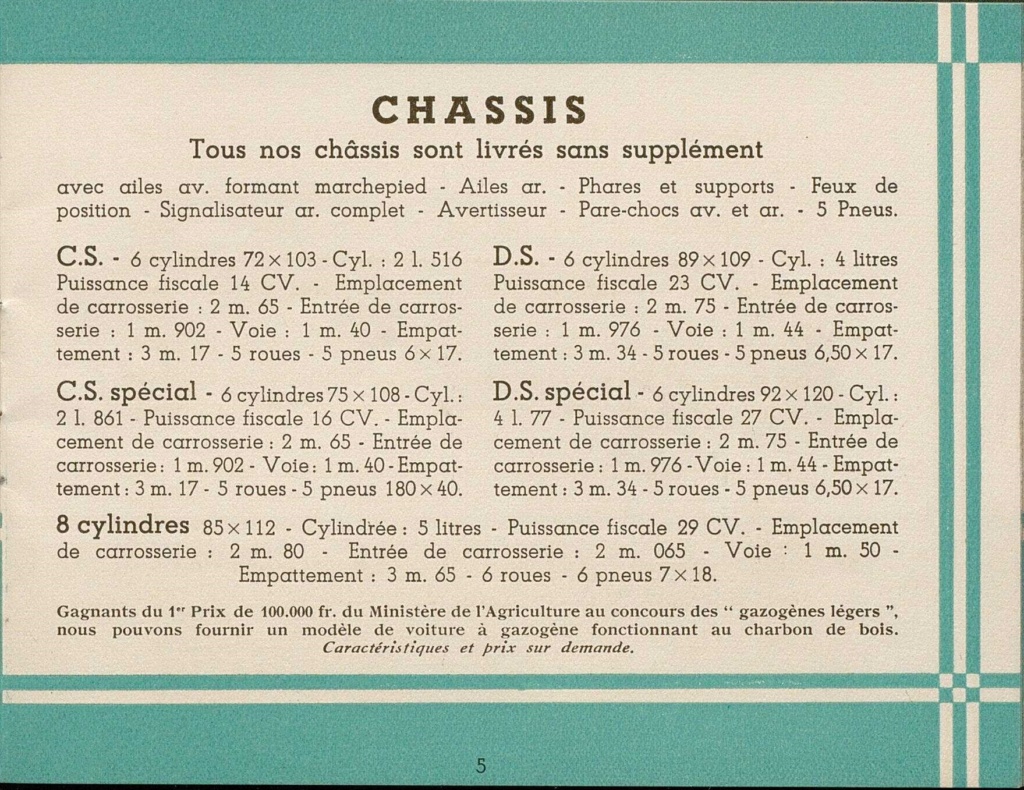 CHASSIS
Tous nos châssis sont livrés sans supplément
avec ailes av. formant marchepied - Ailes ar. - Phares et supports - Feux de
position - Signalisateur ar. complet - Avertisseur - Pare-chocs av. et ar. - 5 Pneus.
C.S. - 6 cylindres 72 x 103 - Cyl. : 2 l. 516
Puissance fiscale 14 CV. - Emplacement
de carrosserie : 2 m. 65 - Entrée de carros-
serie : 1 m. 902 - Voie : 1 m. 40 - Empat-
tement : 3 m. 17 - 5 roues - 5 pneus 6 x 17.
C.S. spécial - 6 cylindres 75 x 108 - Cyl. :
2 l. 861 - Puissance fiscale 16 CV. - Empla-
cement de carrosserie : 2 m. 65 - Entrée de
carrosserie : 1 m. 902 - Voie : 1 m. 40 - Empat-
tement : 3 m. 17 - 5 roues - 5 pneus 180 x 40.
D.S. - 6 cylindres 89 x 109 - Cyl. : 4 litres
Puissance fiscale 23 CV. - Emplacement
de carrosserie : 2 m. 75 - Entrée de carros-
serie : 1 m. 976 - Voie : 1 m. 44 - Empat-
tement : 3 m. 34 - 5 roues - 5 pneus 6,50 x 17.
D.S. spécial - 6 cylindres 92 x 120 - Cyl. :
4 l. 77 - Puissance fiscale 27 CV. - Empla-
cement de carrosserie : 2 m. 75 - Entrée de
carrosserie : 1 m. 976 - Voie : 1 m. 44 - Empat-
tement : 3 m. 34 - 5 roues - 5 pneus 6,50 x 17.
8 cylindres 85 x 112 - Cylindrée : 5 litres - Puissance fiscale 29 CV. - Emplacement
de carrosserie : 2 m. 80 - Entrée de carrosserie : 2 m. 065 - Voie : 1 m. 50 -
Empattement : 3 m. 65 - 6 roues - 6 pneus 7 x 18.
Gagnants du 1er Prix de 100.000 fr. du Ministère de l'Agriculture au concours des “ gazogènes légers ”,
nous pouvons fournir un modèle de voiture à gazogène fonctionnant au charbon de bois.
Caractéristiques et prix sur demande.
5